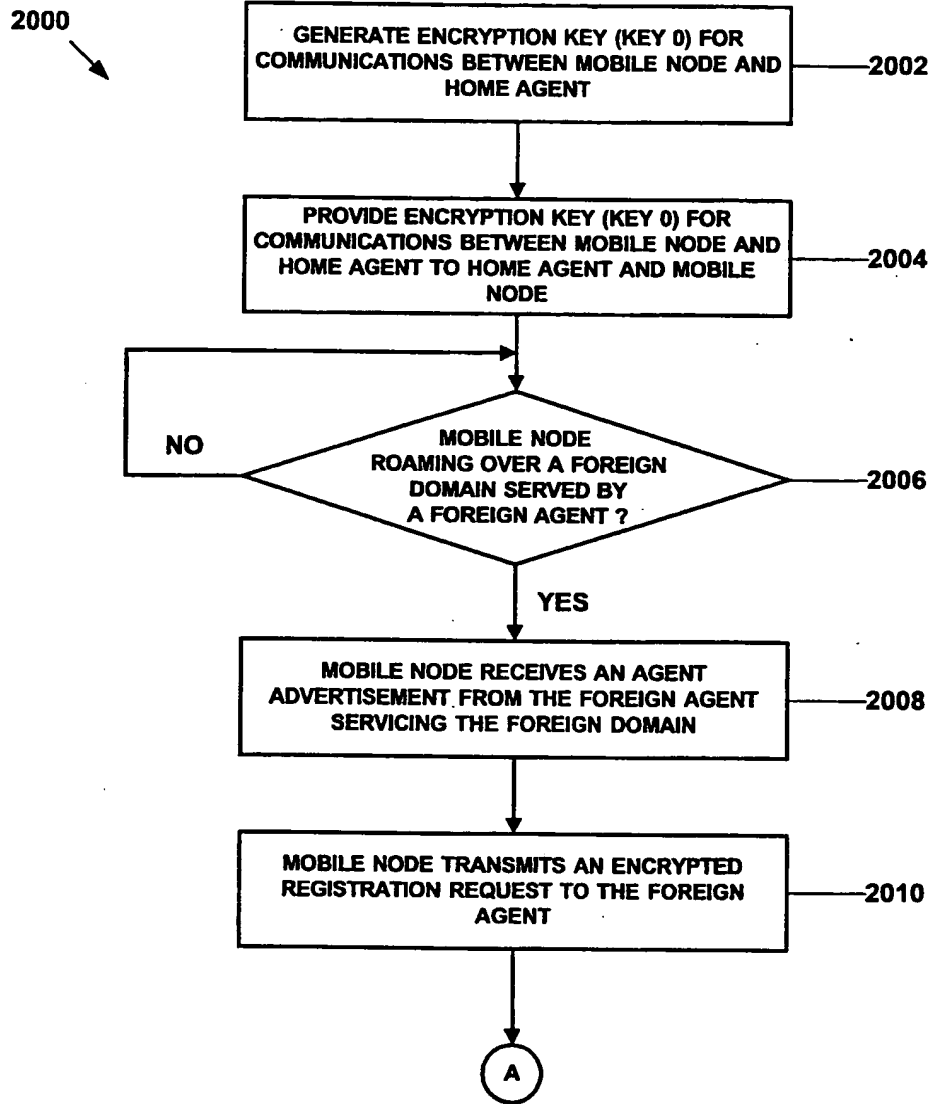 2000
GENERATE ENCRYPTION KEY (KEY 0) FOR
COMMUNICATIONS BETWEEN MOBILE NODE AND
HOME AGENT
2002
PROVIDE ENCRYPTION KEY (KEY 0) FOR
COMMUNICATIONS BETWEEN MOBILE NODE AND
HOME AGENT TO HOME AGENT AND MOBILE
NODE
2004
NO
MOBILE NODE
ROAMING OVER A FOREIGN
DOMAIN SERVED BY
A FOREIGN AGENT ?
2006
YES
MOBILE NODE RECEIVES AN AGENT
ADVERTISEMENT FROM THE FOREIGN AGENT
SERVICING THE FOREIGN DOMAIN
2008
MOBILE NODE TRANSMITS AN ENCRYPTED
REGISTRATION REQUEST TO THE FOREIGN
AGENT
2010
A